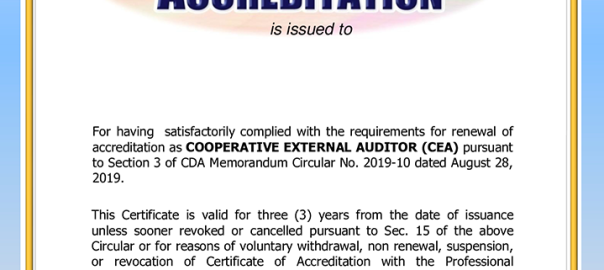 ACCREDITATION
is issued to
For having satisfactorily complied with the requirements for renewal of
accreditation as COOPERATIVE EXTERNAL AUDITOR (CEA) pursuant
to Section 3 of CDA Memorandum Circular No. 2019-10 dated August 28,
2019.
This Certificate is valid for three (3) years from the date of issuance
unless sooner revoked or cancelled pursuant to Sec. 15 of the above
Circular or for reasons of voluntary withdrawal, non renewal, suspension,
or revocation of Certificate of Accreditation with the Professional